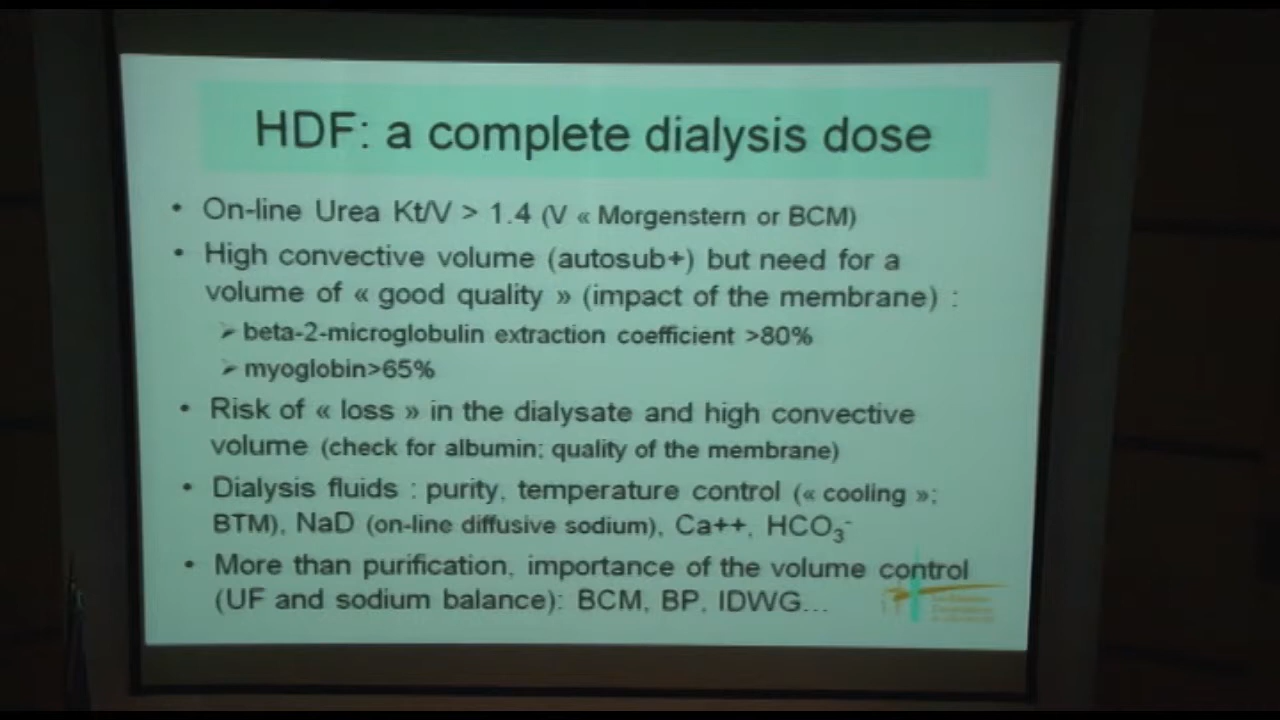 HDF: a complete dialysis dose
• On-line Urea Kt/V > 1.4 (V « Morgenstern or BCM)
• High convective volume (autosub+) but need for a
volume of « good quality » (impact of the membrane) :
➢ beta-2-microglobulin extraction coefficient >80%
➢ myoglobin>65%
• Risk of « loss » in the dialysate and high convective
volume (check for albumin; quality of the membrane)
• Dialysis fluids : purity, temperature control (« cooling »;
BTM), NaD (on-line diffusive sodium), Ca++, HCO3-
• More than purification, importance of the volume control
(UF and sodium balance): BCM, BP, IDWG...